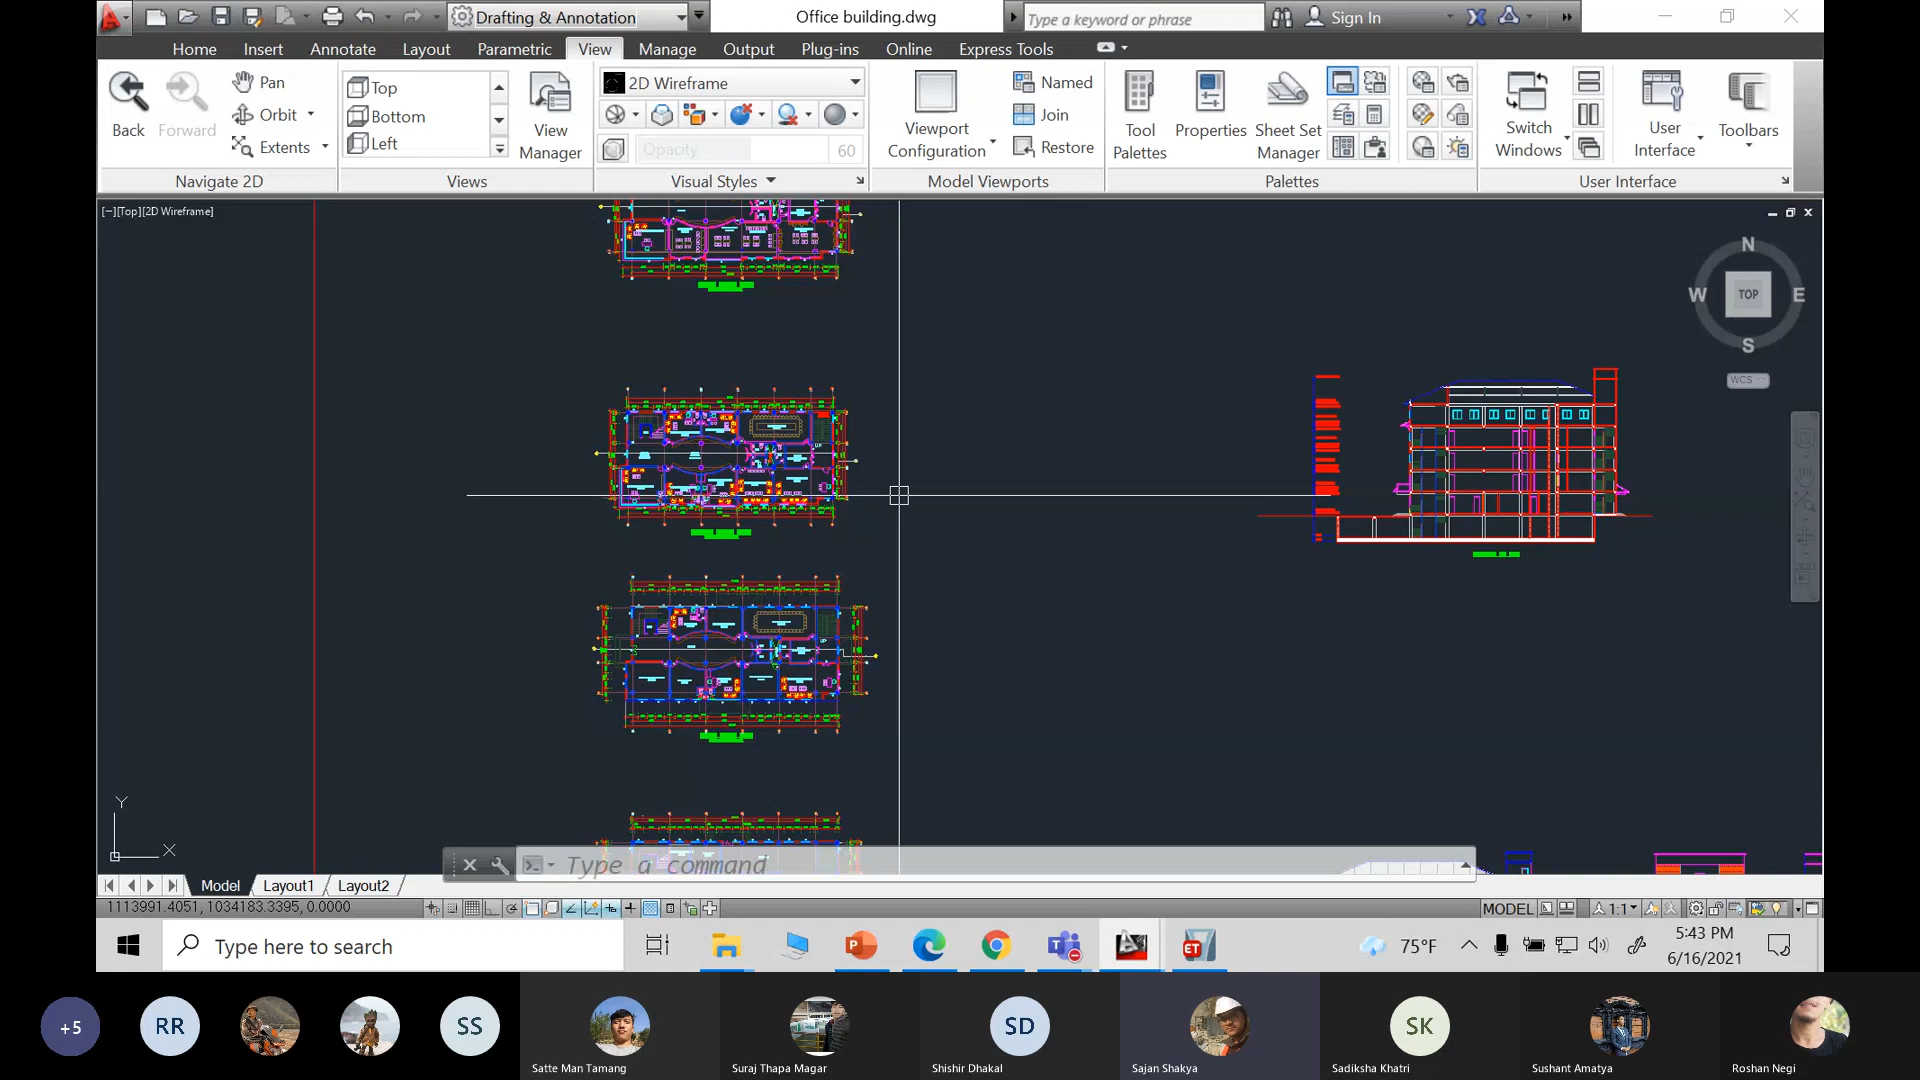 Drafting & Annotation
Office building.dwg
Type a keyword or phrase
Sign In
Home
Insert
Annotate
Layout
Parametric
View
Manage
Output
Plug-ins
Online
Express Tools
Back
Forward
Pan
Orbit
Extents
Navigate 2D
Top
Bottom
Left
View
Manager
Views
2D Wireframe
Opacity
60
Visual Styles
Viewport
Configuration
Named
Join
Restore
Model Viewports
Tool
Palettes
Properties
Sheet Set
Manager
Palettes
Switch
Windows
User
Interface
Toolbars
User Interface
[−][Top][2D Wireframe]
N
W
TOP
E
S
WCS
UP
UP
Y
X
Type a command
Model
Layout1
Layout2
1113991.4051, 1034183.3395, 0.0000
MODEL
1:1
Type here to search
75°F
5:43 PM
6/16/2021
+5
RR
SS
SD
SK
Satte Man Tamang
Suraj Thapa Magar
Shishir Dhakal
Sajan Shakya
Sadiksha Khatri
Sushant Amatya
Roshan Negi